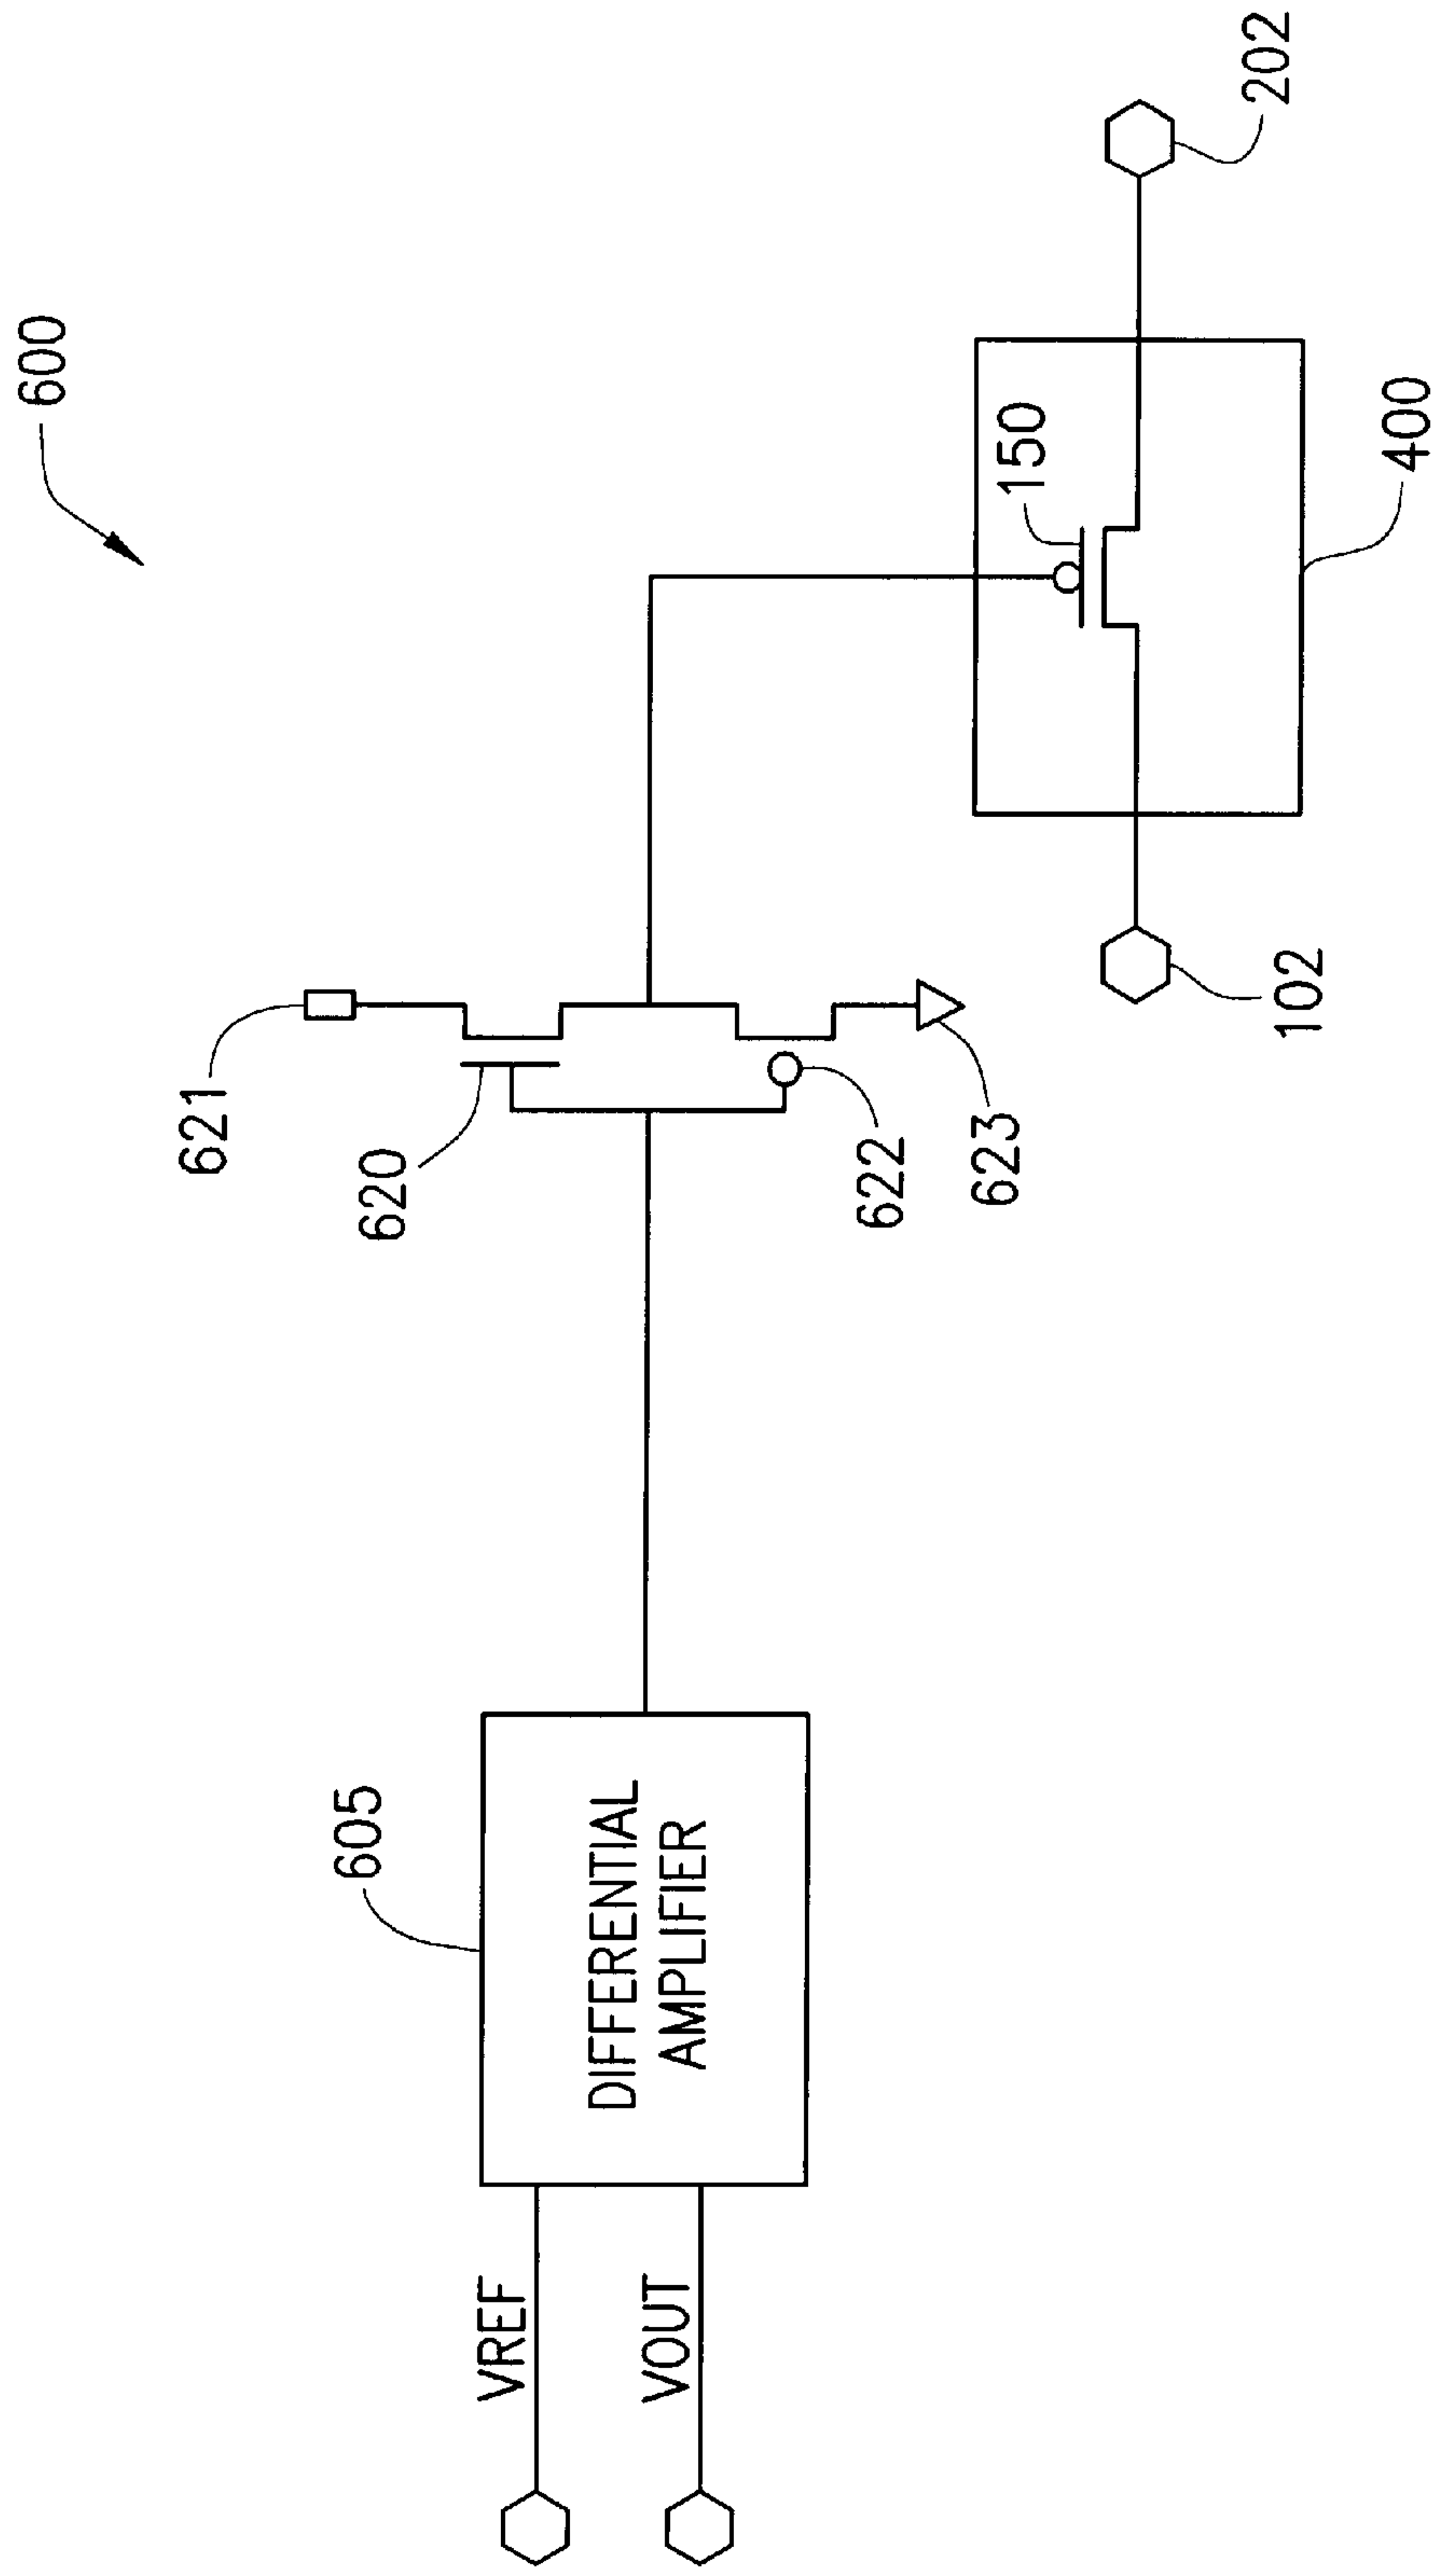 600
621
620
622
623
605
DIFFERENTIAL
AMPLIFIER
VREF
VOUT
150
400
102
202